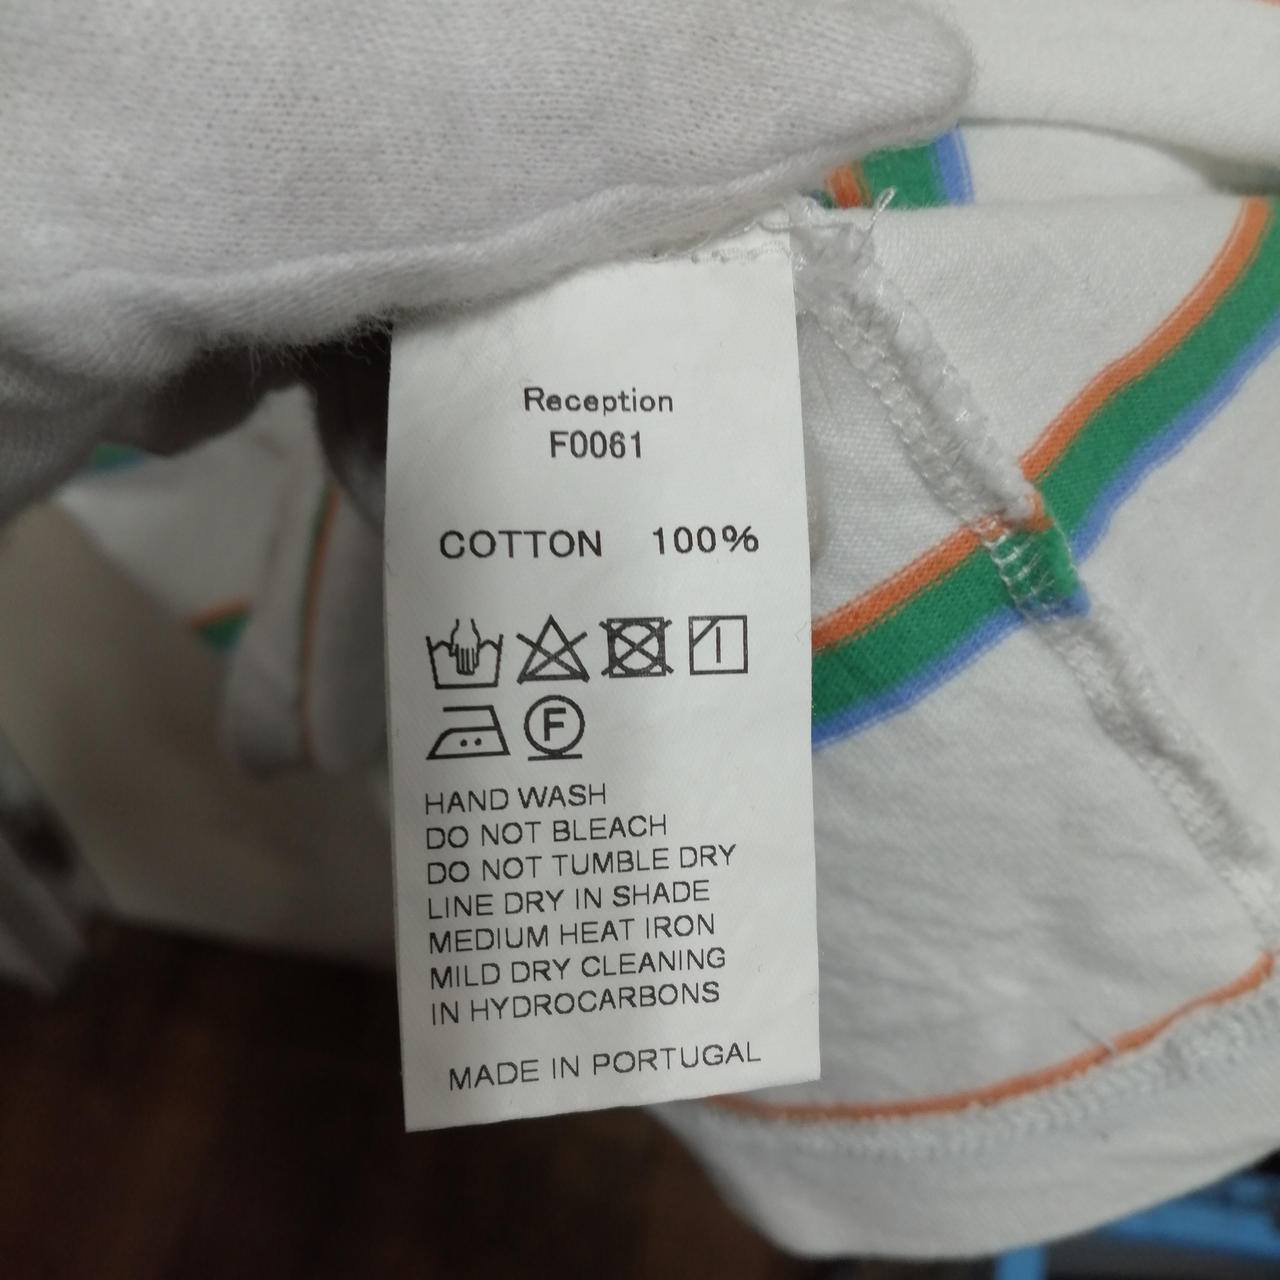 Reception
F0061
COTTON 100%
F
HAND WASH
DO NOT BLEACH
DO NOT TUMBLE DRY
LINE DRY IN SHADE
MEDIUM HEAT IRON
MILD DRY CLEANING
IN HYDROCARBONS
MADE IN PORTUGAL